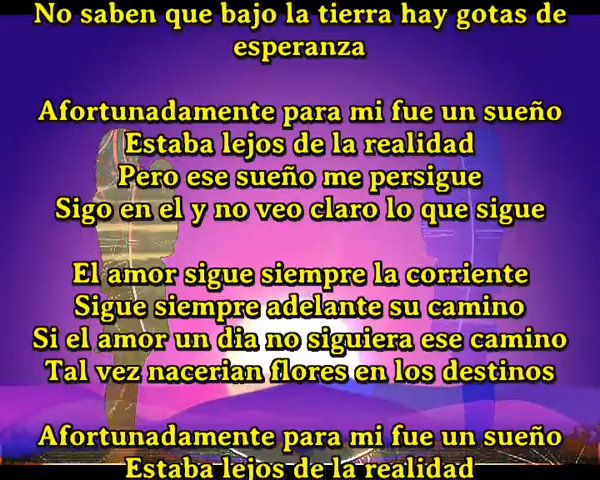 No saben que bajo la tierra hay gotas de
esperanza
Afortunadamente para mi fue un sueño
Estaba lejos de la realidad
Pero ese sueño me persigue
Sigo en el y no veo claro lo que sigue
El amor sigue siempre la corriente
Sigue siempre adelante su camino
Si el amor un dia no siguiera ese camino
Tal vez nacerian flores en los destinos
Afortunadamente para mi fue un sueño
Estaba lejos de la realidad